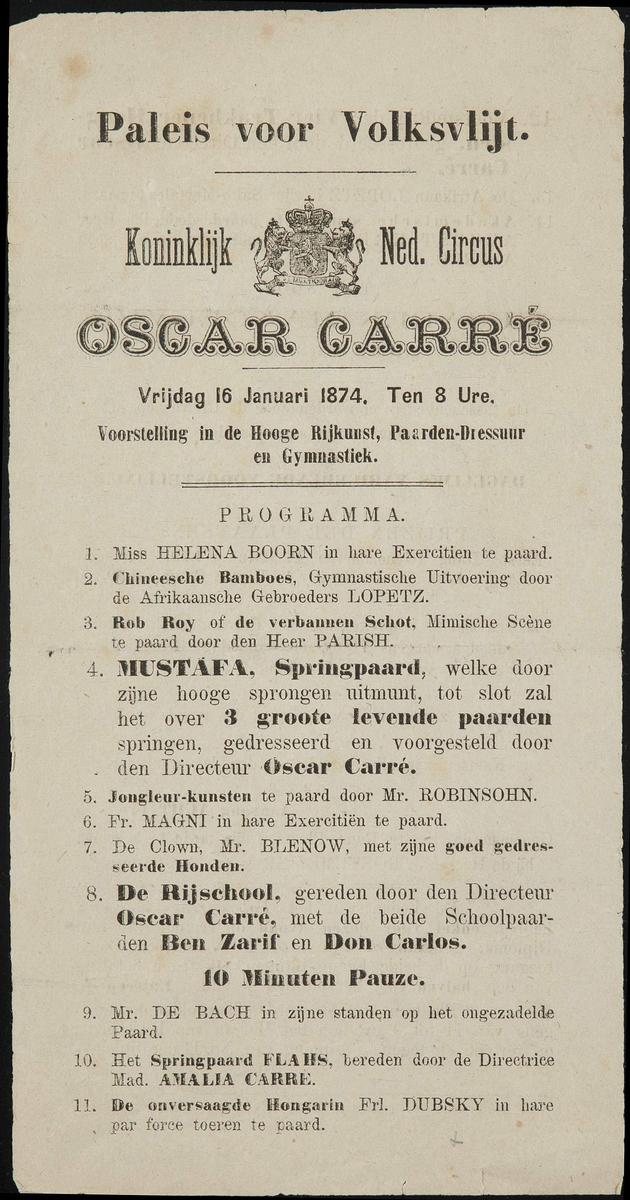 Paleis voor Volksvlijt.
Koninklijk Ned. Circus
OSCAR CARRÉ
Vrijdag 16 Januari 1874. Ten 8 Ure.
Voorstelling in de Hooge Rijkunst, Paarden-Dressuur
en Gymnastiek.
PROGRAMMA.
1. Miss HELENA BOORN in hare Exercitien te paard.
2. Chineesche Bamboes, Gymnastische Uitvoering door
de Afrikaansche Gebroeders LOPETZ.
3. Rob Roy of de verbannen Schot, Mimische Scène
te paard door den Heer PARISH.
4. MUSTAFA, Springpaard, welke door
zijne hooge sprongen uitmunt, tot slot zal
het over 3 groote levende paarden
springen, gedresseerd en voorgesteld door
den Directeur Oscar Carré.
5. Jongleur-kunsten te paard door Mr. ROBINSOHN.
6. Fr. MAGNI in hare Exercitiën te paard.
7. De Clown, Mr. BLENOW, met zijne goed gedres-
seerde Honden.
8. De Rijschool, gereden door den Directeur
Oscar Carré, met de beide Schoolpaar-
den Ben Zarif en Don Carlos.
10 Minuten Pauze.
9. Mr. DE BACH in zijne standen op het ongezadelde
Paard.
10. Het Springpaard FLAHS, bereden door de Directrice
Mad. AMALIA CARRE.
11. De onversaagde Hongarin Frl. DUBSKY in hare
par force toeren te paard.